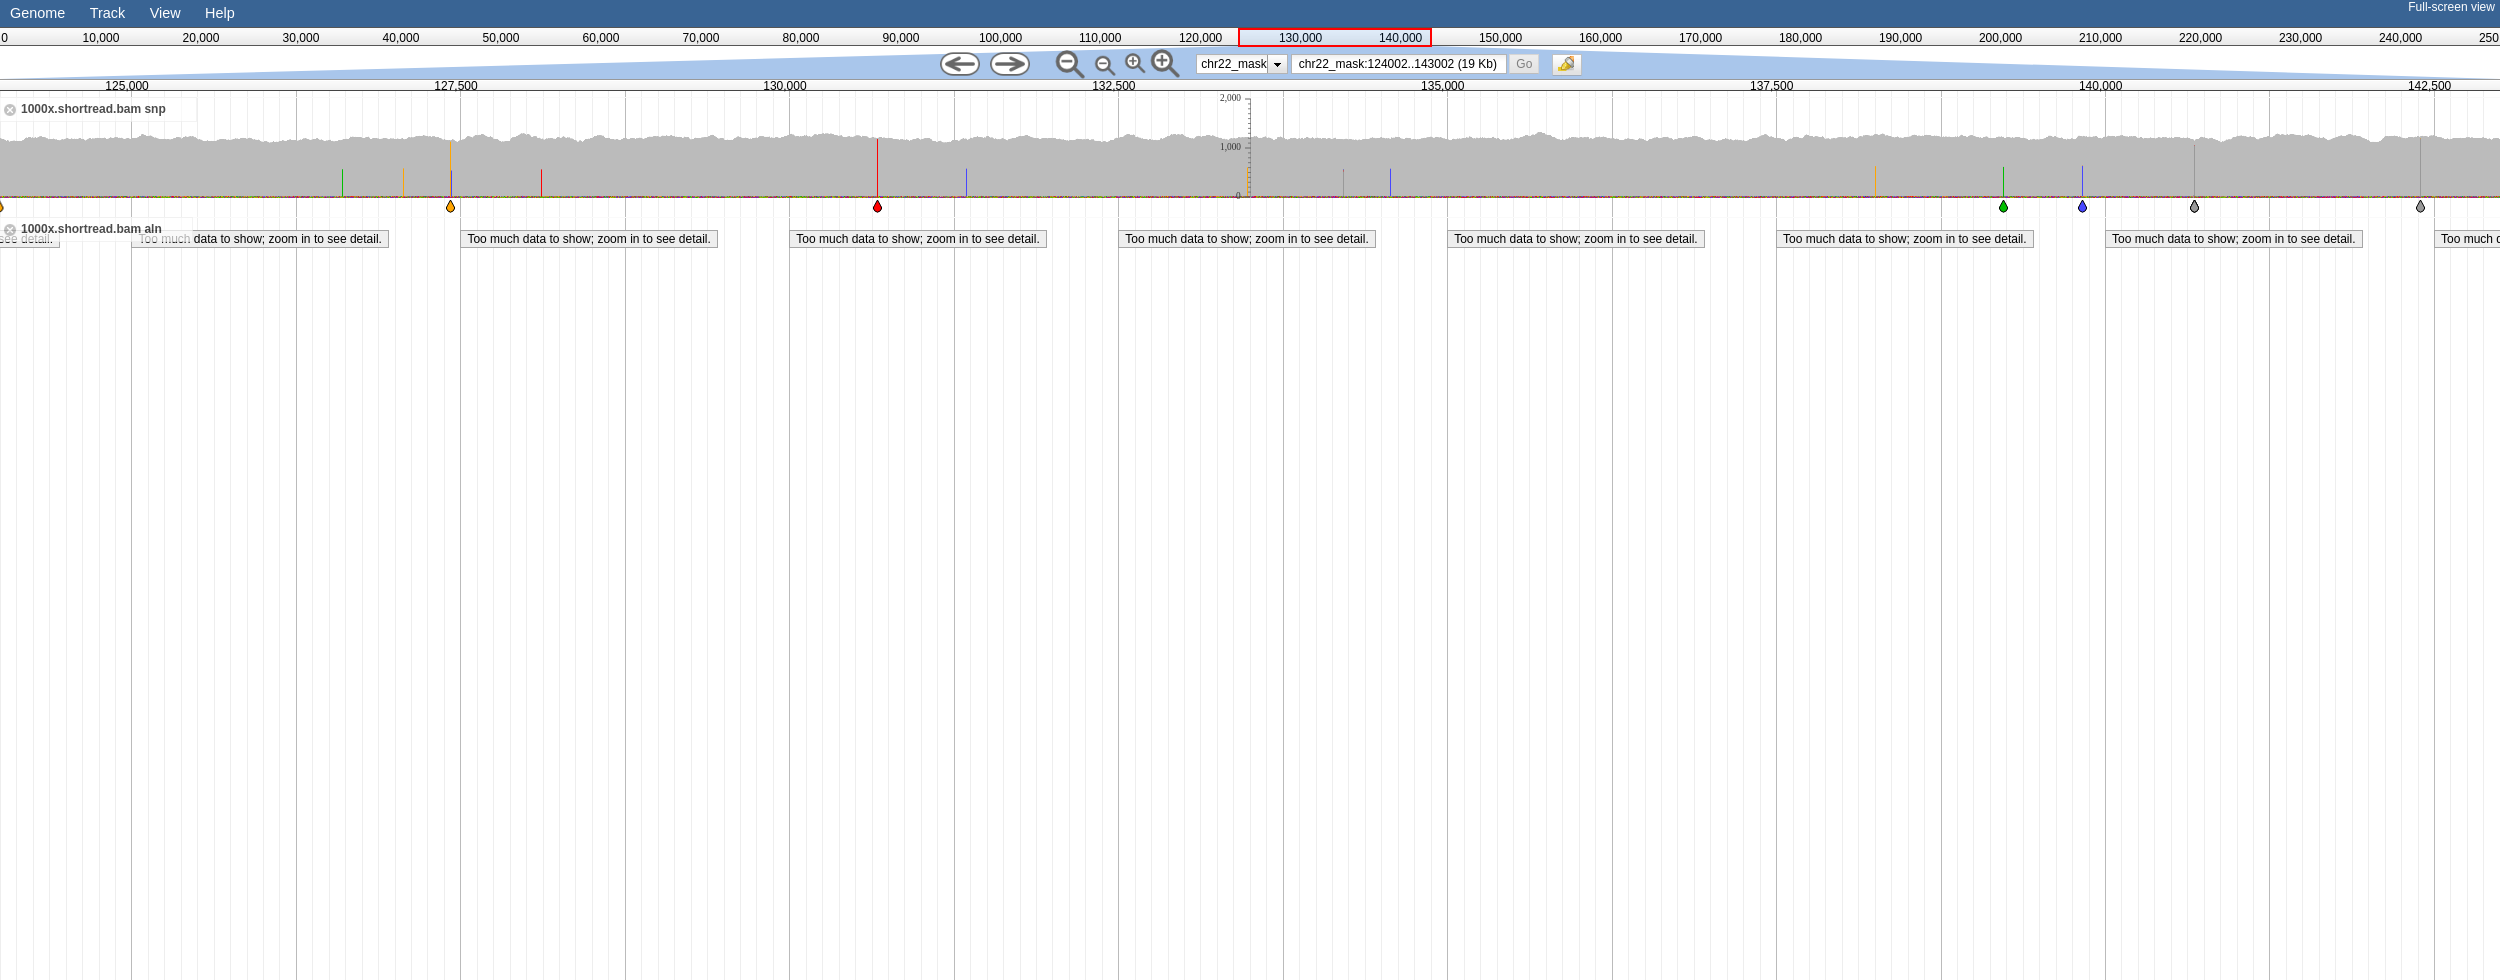 Genome Track View Help Full-screen view
0 10,000 20,000 30,000 40,000 50,000 60,000 70,000 80,000 90,000 100,000 110,000 120,000 130,000 140,000 150,000 160,000 170,000 180,000 190,000 200,000 210,000 220,000 230,000 240,000 250
chr22_mask chr22_mask:124002..143002 (19 Kb) Go
125,000 127,500 130,000 132,500 135,000 137,500 140,000 142,500
2,000
1000x.shortread.bam snp
1,000
0
1000x.shortread.bam aln
see detail. Too much data to show; zoom in to see detail. Too much data to show; zoom in to see detail. Too much data to show; zoom in to see detail. Too much data to show; zoom in to see detail. Too much data to show; zoom in to see detail. Too much data to show; zoom in to see detail. Too much data to show; zoom in to see detail. Too much